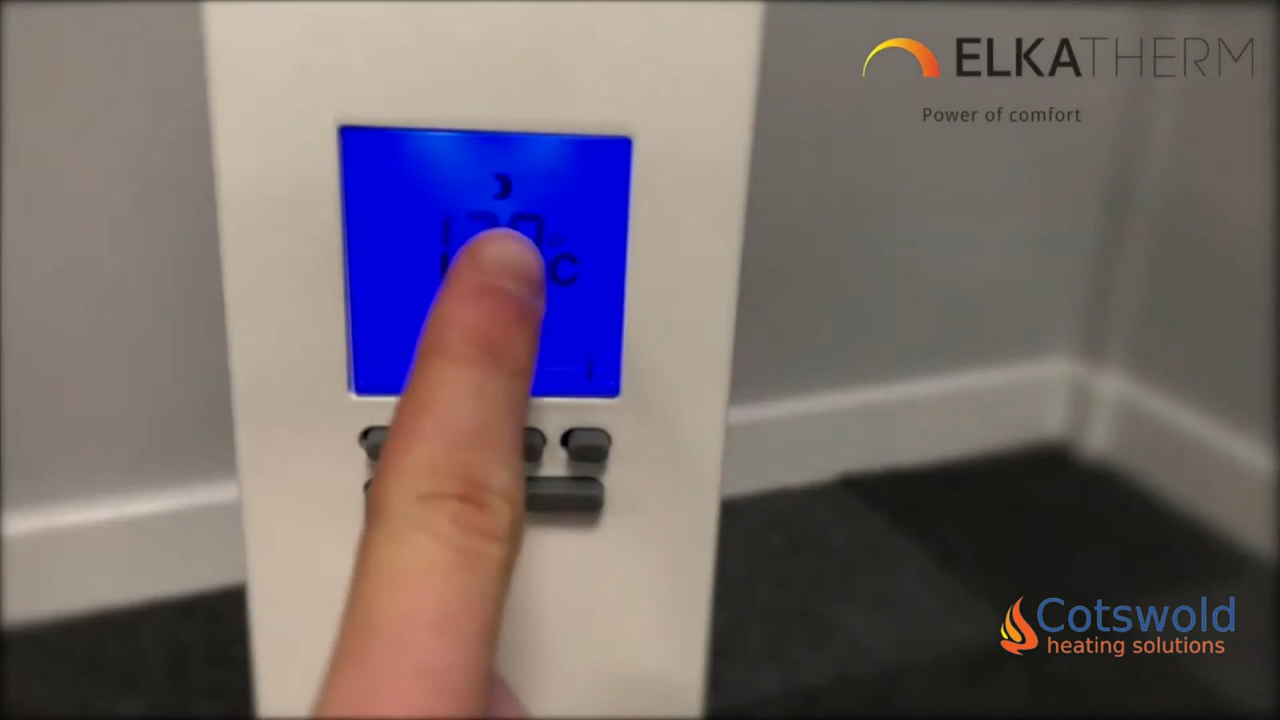 ELKATHERM
Power of comfort
C
Cotswold
heating solutions